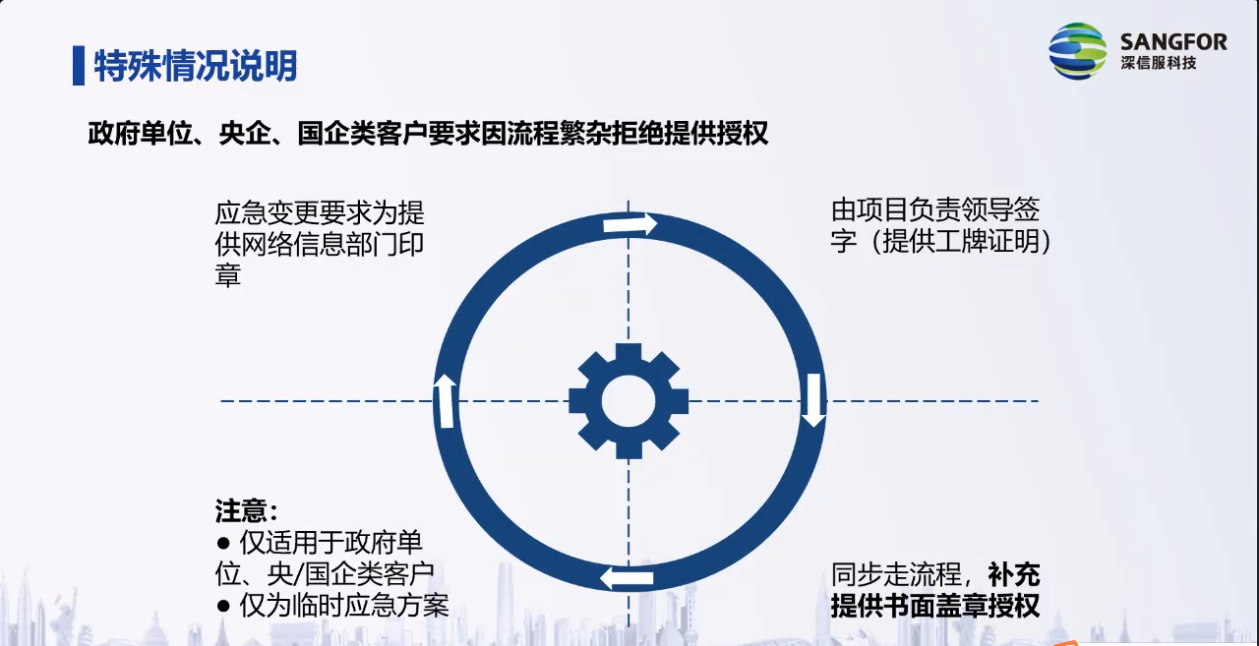 特殊情况说明
SANGFOR
深信服科技
政府单位、央企、国企类客户要求因流程繁杂拒绝提供授权
应急变更要求为提
供网络信息部门印
章
由项目负责领导签
字（提供工牌证明）
注意：
● 仅适用于政府单
位、央/国企类客户
● 仅为临时应急方案
同步走流程，补充
提供书面盖章授权